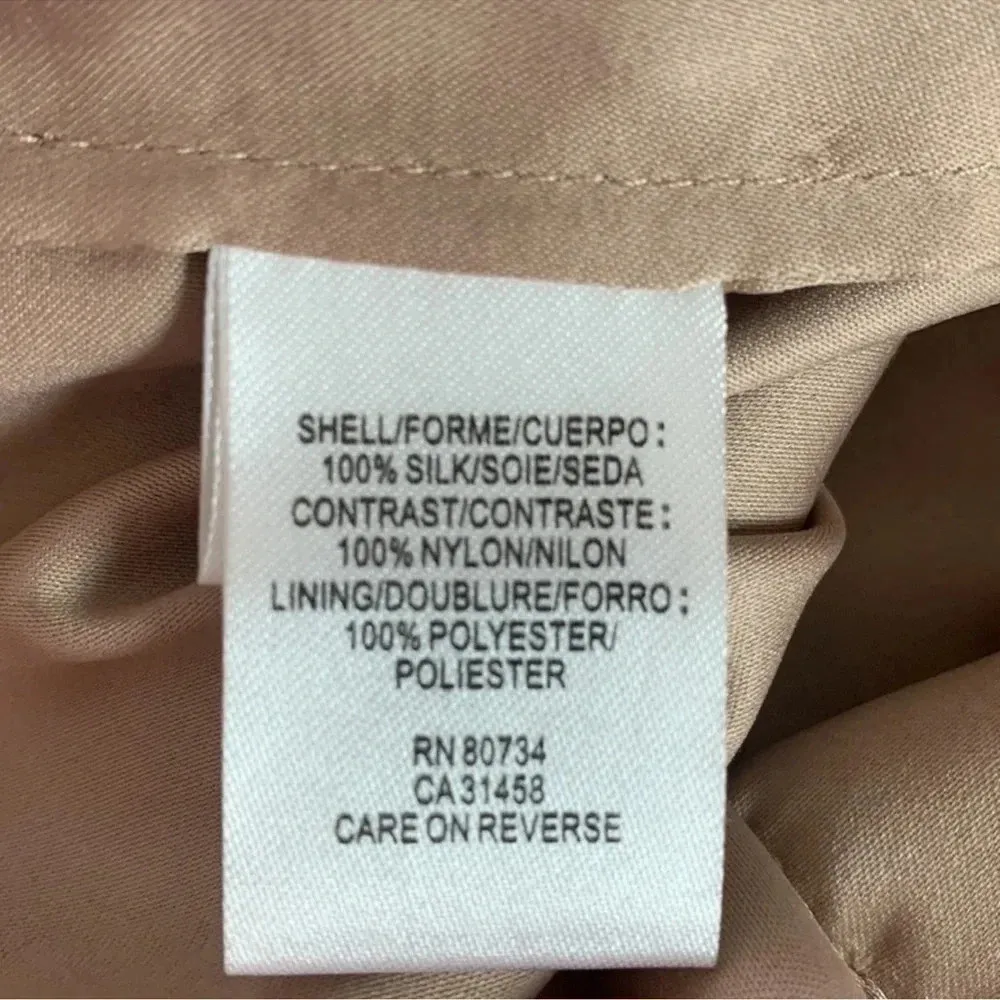 SHELL/FORME/CUERPO:
100% SILK/SOIE/SEDA
CONTRAST/CONTRASTE:
100% NYLON/NILON
LINING/DOUBLURE/FORRO:
100% POLYESTER/
POLIESTER
RN 80734
CA 31458
CARE ON REVERSE